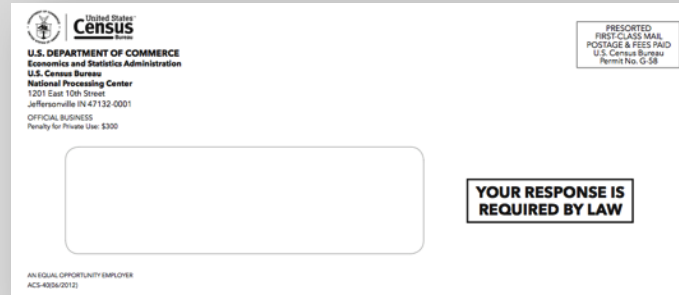 United States®
Census
Bureau
U.S. DEPARTMENT OF COMMERCE
Economics and Statistics Administration
U.S. Census Bureau
National Processing Center
1201 East 10th Street
Jeffersonville IN 47132-0001
OFFICIAL BUSINESS
Penalty for Private Use: $300
PRESORTED
FIRST-CLASS MAIL
POSTAGE & FEES PAID
U.S. Census Bureau
Permit No. G-58
YOUR RESPONSE IS
REQUIRED BY LAW
AN EQUAL OPPORTUNITY EMPLOYER
ACS-40(06/2012)